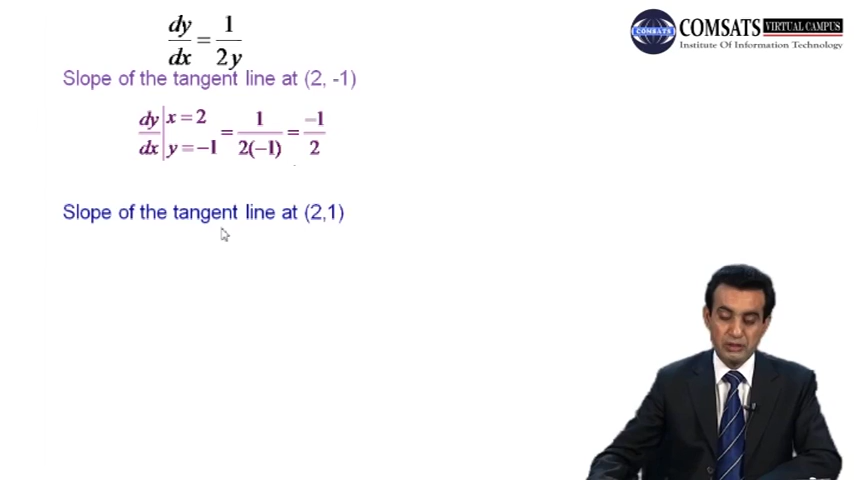 dy/dx = 1/2y
COMSATS VIRTUAL CAMPUS
Institute Of Information Technology
COMSATS
Slope of the tangent line at (2, -1)
dy/dx | x = 2 y = −1 = 1/2(−1) = −1/2
Slope of the tangent line at (2,1)